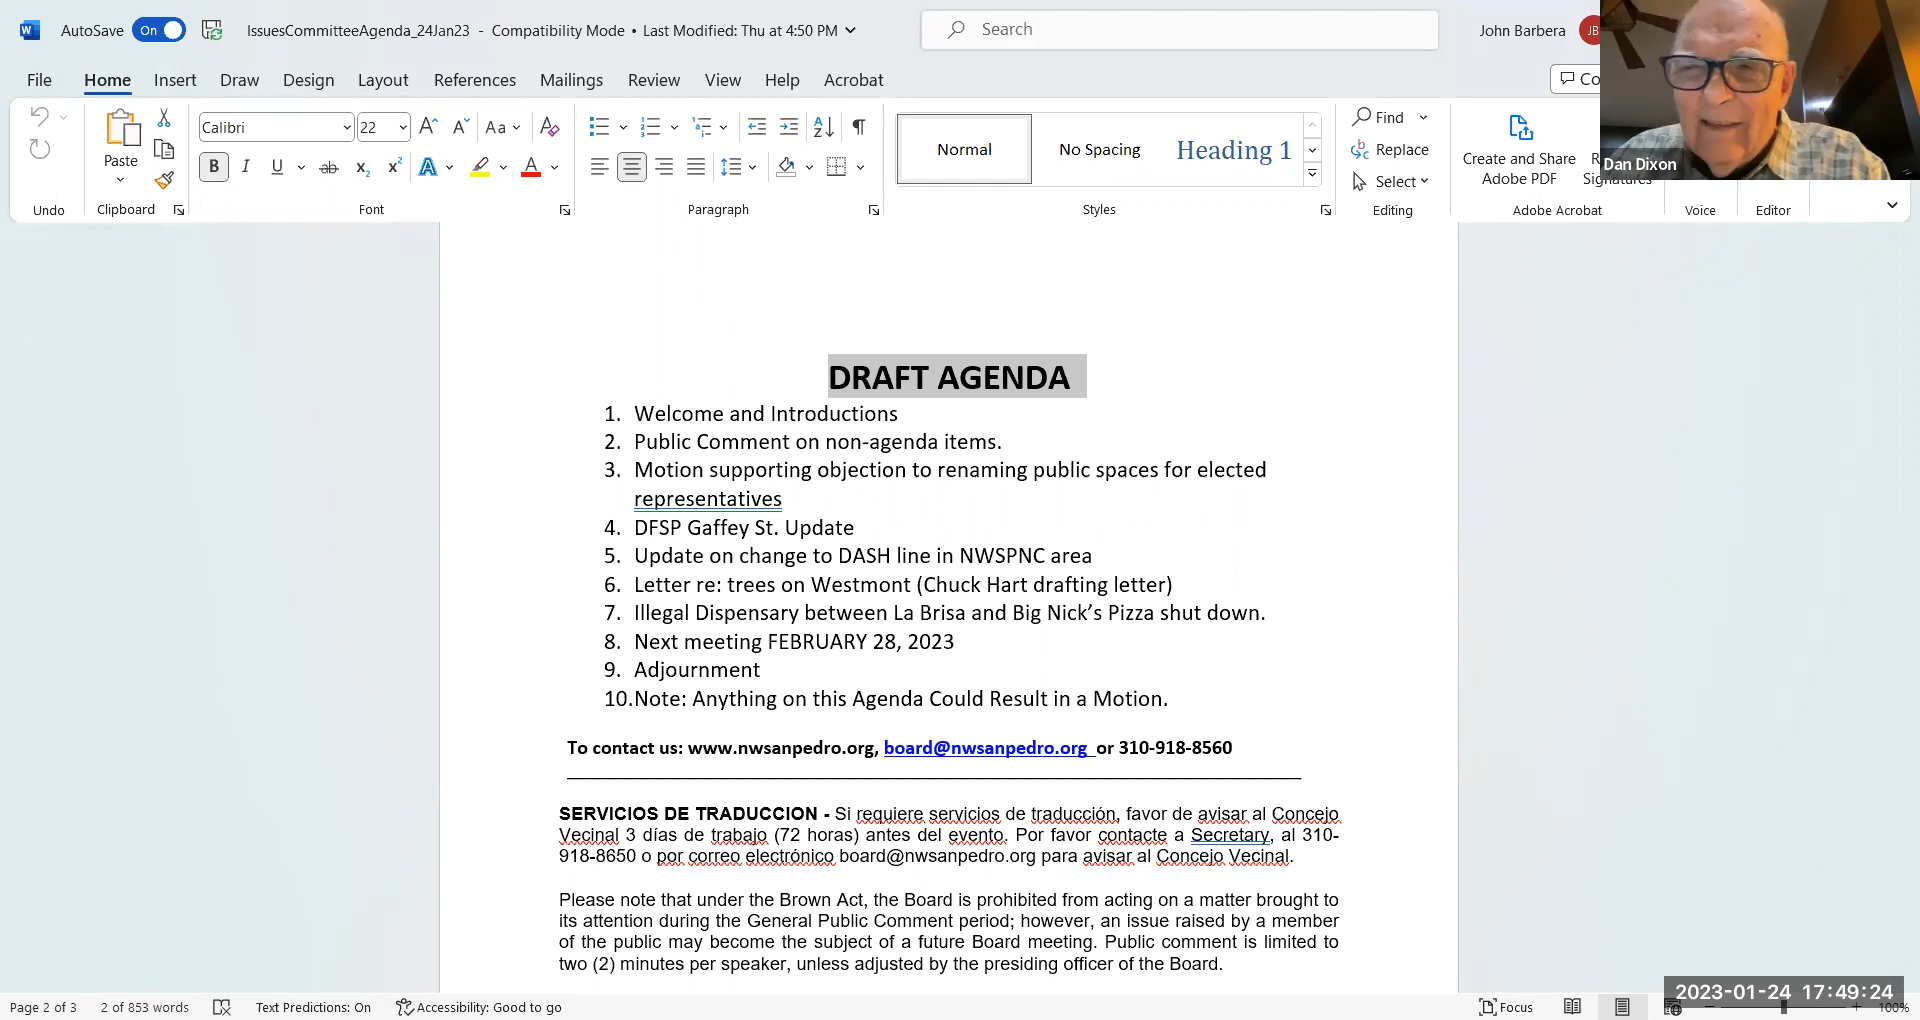 AutoSave On IssuesCommitteeAgenda_24Jan23 - Compatibility Mode • Last Modified: Thu at 4:50 PM Search John Barbera JB
File Home Insert Draw Design Layout References Mailings Review View Help Acrobat Co
Paste
Calibri 22
Normal No Spacing Heading 1
Find
Replace
Select
Create and Share
Adobe PDF
Signatures
Dan Dixon
Undo Clipboard Font Paragraph Styles Editing Adobe Acrobat Voice Editor
DRAFT AGENDA
1. Welcome and Introductions
2. Public Comment on non-agenda items.
3. Motion supporting objection to renaming public spaces for elected
representatives
4. DFSP Gaffey St. Update
5. Update on change to DASH line in NWSPNC area
6. Letter re: trees on Westmont (Chuck Hart drafting letter)
7. Illegal Dispensary between La Brisa and Big Nick’s Pizza shut down.
8. Next meeting FEBRUARY 28, 2023
9. Adjournment
10.Note: Anything on this Agenda Could Result in a Motion.
To contact us: www.nwsanpedro.org, board@nwsanpedro.org or 310-918-8560
SERVICIOS DE TRADUCCION - Si requiere servicios de traducción, favor de avisar al Concejo
Vecinal 3 días de trabajo (72 horas) antes del evento. Por favor contacte a Secretary, al 310-
918-8650 o por correo electrónico board@nwsanpedro.org para avisar al Concejo Vecinal.
Please note that under the Brown Act, the Board is prohibited from acting on a matter brought to
its attention during the General Public Comment period; however, an issue raised by a member
of the public may become the subject of a future Board meeting. Public comment is limited to
two (2) minutes per speaker, unless adjusted by the presiding officer of the Board.
2023-01-24 17:49:24
Page 2 of 3 2 of 853 words Text Predictions: On Accessibility: Good to go Focus 100%